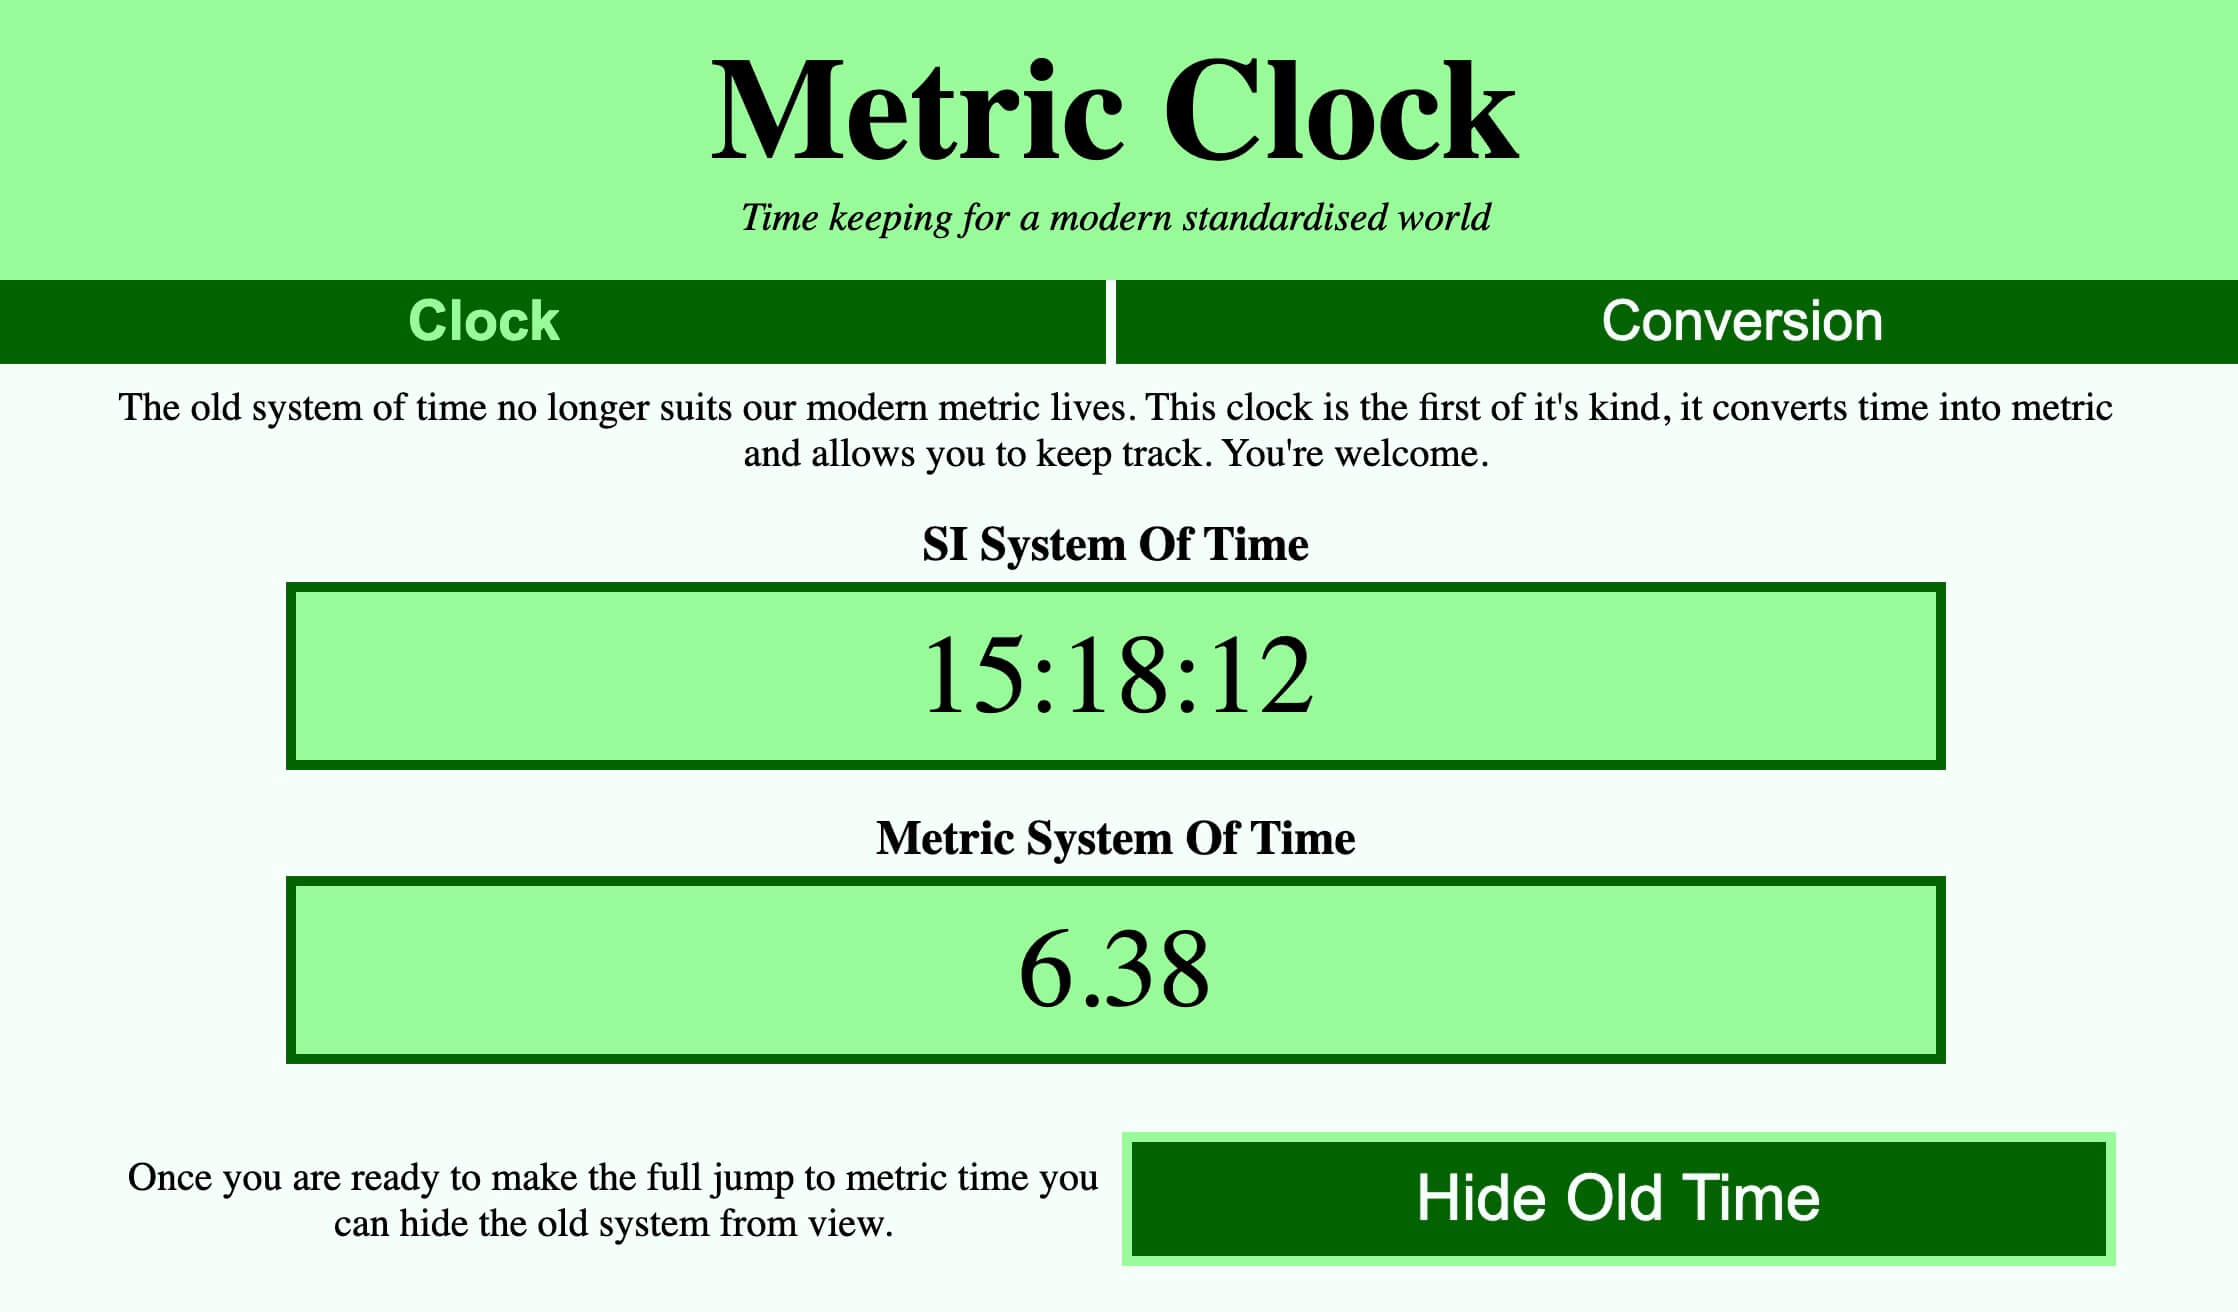 Metric Clock
Time keeping for a modern standardised world
Clock
Conversion
The old system of time no longer suits our modern metric lives. This clock is the first of it's kind, it converts time into metric
and allows you to keep track. You're welcome.
SI System Of Time
15:18:12
Metric System Of Time
6.38
Once you are ready to make the full jump to metric time you
can hide the old system from view.
Hide Old Time